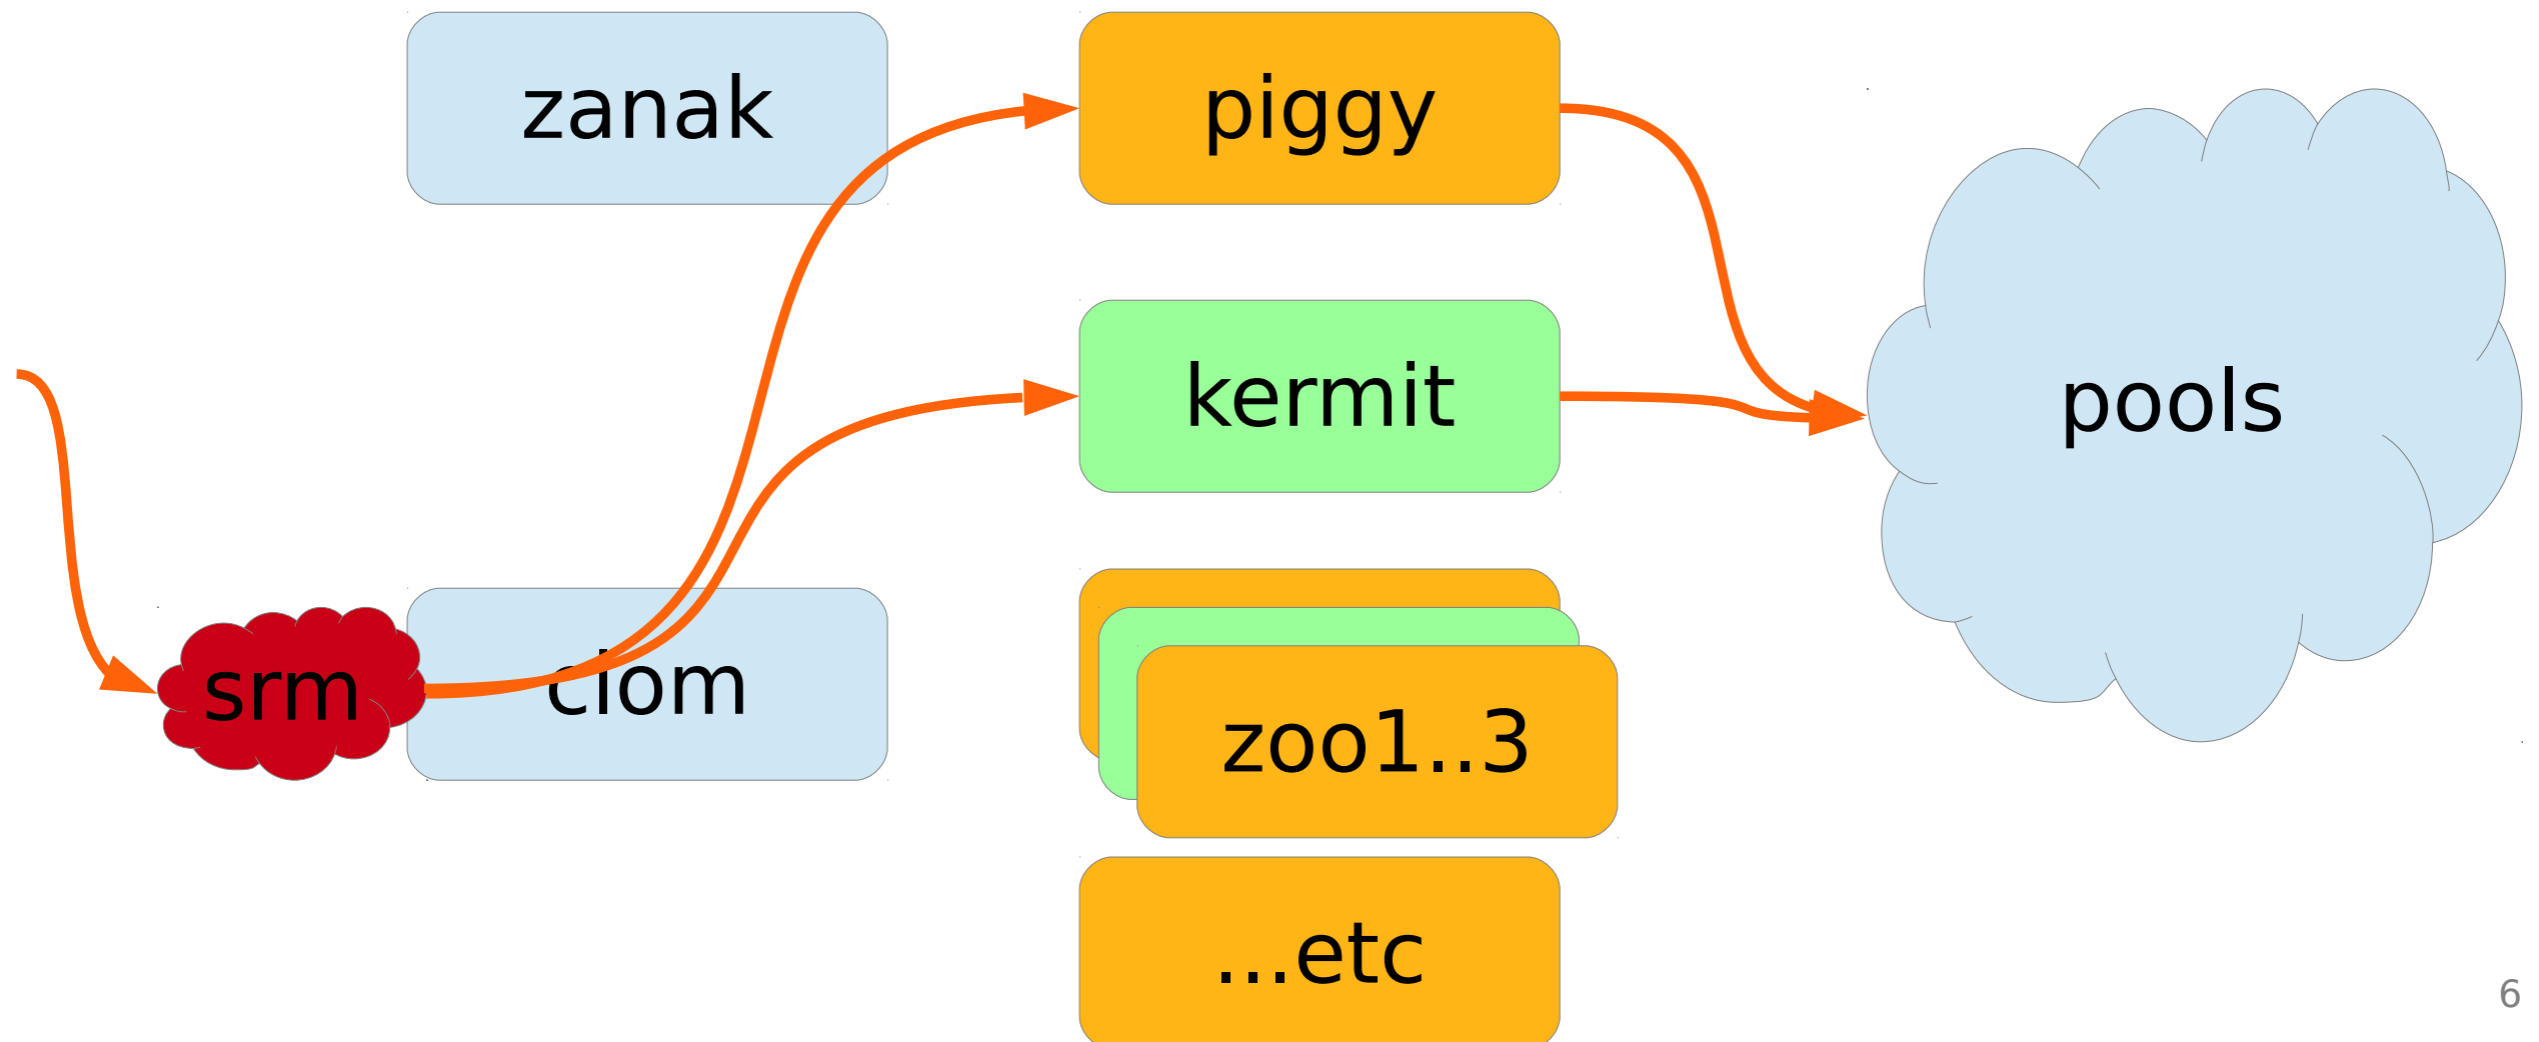 zanak
piggy
kermit
pools
srm
clom
zoo1..3
...etc
6